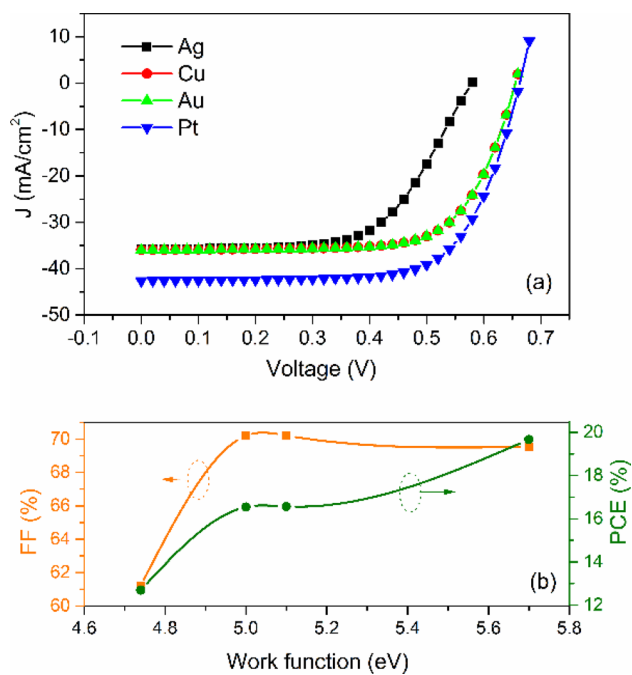 10
0
-10
-20
-30
-40
-50
J (mA/cm²)
Ag
Cu
Au
Pt
(a)
-0.1 0.0 0.1 0.2 0.3 0.4 0.5 0.6 0.7
Voltage (V)
70
68
66
64
62
60
FF (%)
20
18
16
14
12
PCE (%)
(b)
4.6 4.8 5.0 5.2 5.4 5.6 5.8
Work function (eV)